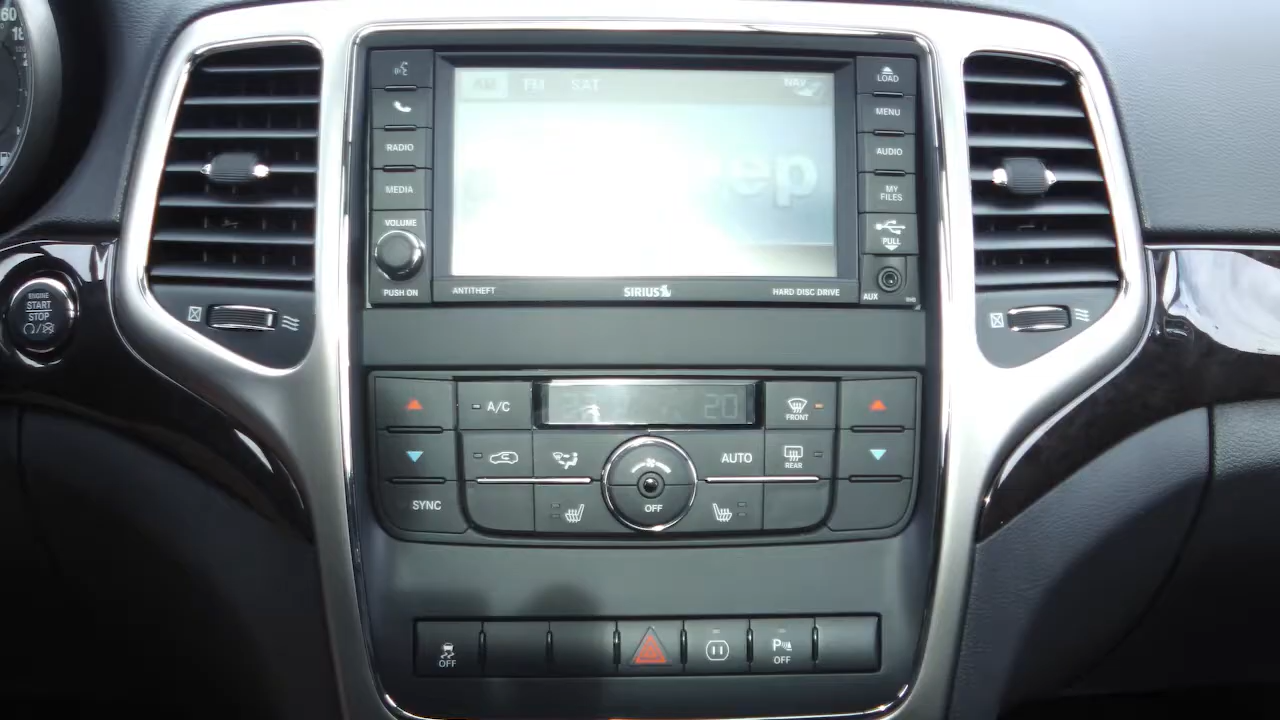 60
VOLUME
PUSH ON
RADIO
MEDIA
AM FM SAT
NAV
ep
ANTITHEFT
SIRIUS
HARD DISC DRIVE
LOAD
MENU
AUDIO
MY
FILES
PULL
AUX
ENGINE
START
STOP
A/C
20
FRONT
AUTO
REAR
SYNC
OFF
OFF
P
OFF